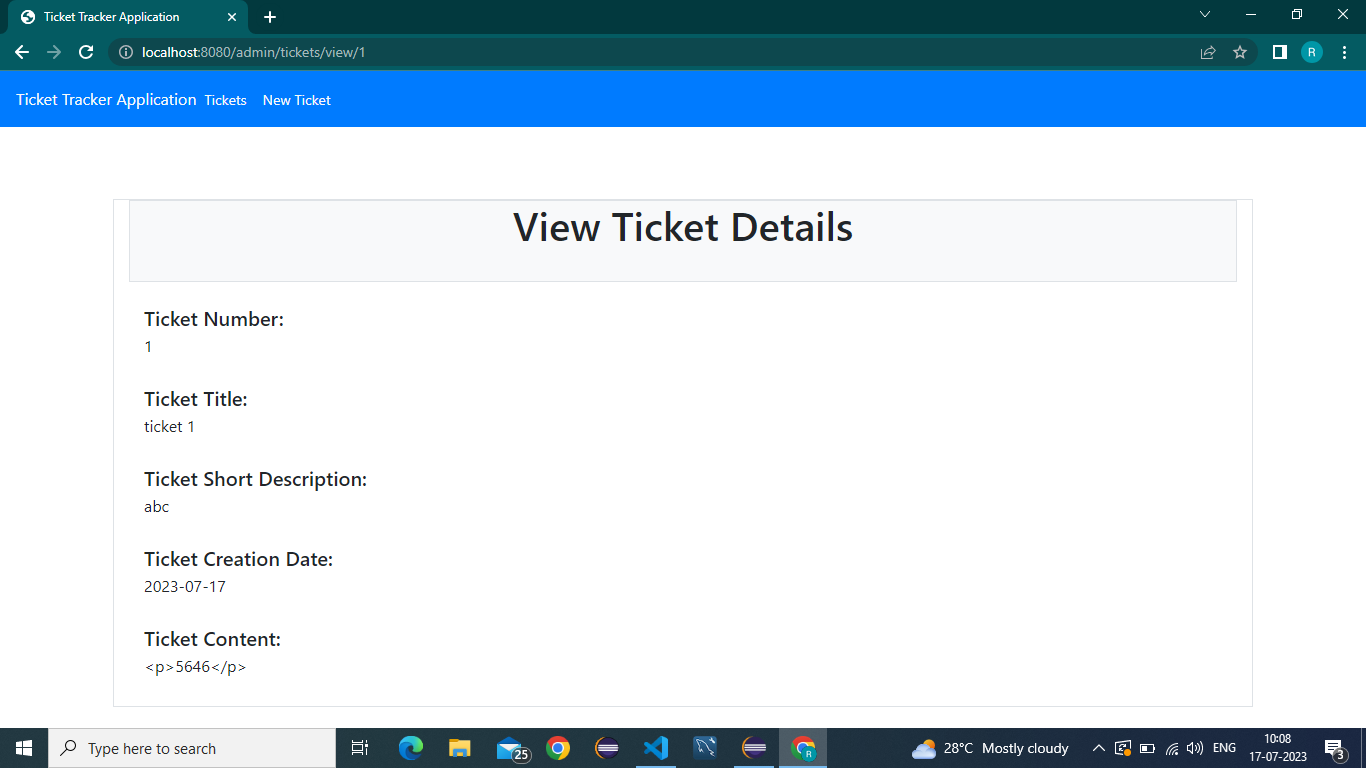 Ticket Tracker Application
localhost:8080/admin/tickets/view/1
R
Ticket Tracker Application Tickets New Ticket
View Ticket Details
Ticket Number:
1
Ticket Title:
ticket 1
Ticket Short Description:
abc
Ticket Creation Date:
2023-07-17
Ticket Content:
<p>5646</p>
Type here to search
25
R
28°C Mostly cloudy
ENG
10:08
17-07-2023
3